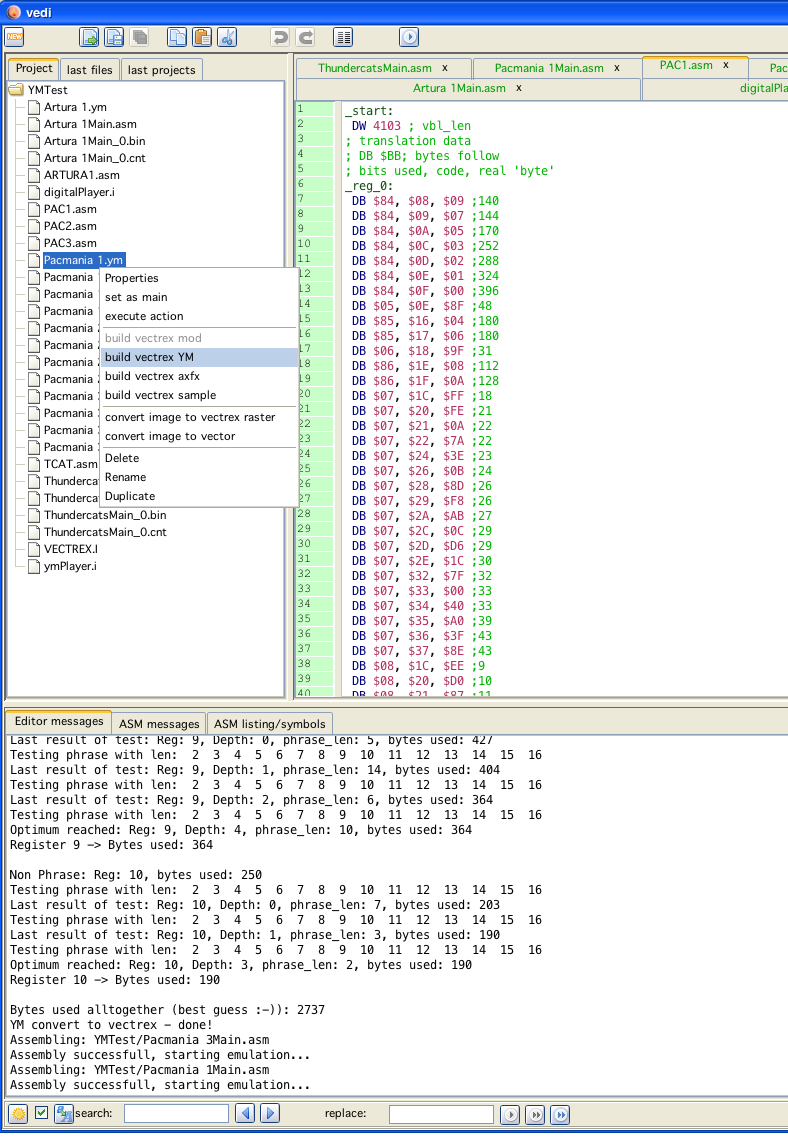 vedi
NEW
Project last files last projects
YMTest
Artura 1.ym
Artura 1Main.asm
Artura 1Main_0.bin
Artura 1Main_0.cnt
ARTURA1.asm
digitalPlayer.i
PAC1.asm
PAC2.asm
PAC3.asm
Pacmania 1.ym
Pacmania
Pacmania
Pacmania
Pacmania
Pacmania
Pacmania
Pacmania
Pacmania
Pacmania
Pacmania
Pacmania
TCAT.asm
Thunderca
Thunderca
ThundercatsMain_0.bin
ThundercatsMain_0.cnt
VECTREX.I
ymPlayer.i
Properties
set as main
execute action
build vectrex mod
build vectrex YM
build vectrex axfx
build vectrex sample
convert image to vectrex raster
convert image to vector
Delete
Rename
Duplicate
ThundercatsMain.asm x Pacmania 1Main.asm x PAC1.asm x Pac
Artura 1Main.asm x digitalPla
1 _start:
2 DW 4103 ; vbl_len
3 ; translation data
4 ; DB $BB; bytes follow
5 ; bits used, code, real 'byte'
6 _reg_0:
7 DB $84, $08, $09 ;140
8 DB $84, $09, $07 ;144
9 DB $84, $0A, $05 ;170
10 DB $84, $0C, $03 ;252
11 DB $84, $0D, $02 ;288
12 DB $84, $0E, $01 ;324
13 DB $84, $0F, $00 ;396
14 DB $05, $0E, $8F ;48
15 DB $85, $16, $04 ;180
16 DB $85, $17, $06 ;180
17 DB $06, $18, $9F ;31
18 DB $86, $1E, $08 ;112
19 DB $86, $1F, $0A ;128
20 DB $07, $1C, $FF ;18
21 DB $07, $20, $FE ;21
22 DB $07, $21, $0A ;22
23 DB $07, $22, $7A ;22
24 DB $07, $24, $3E ;23
25 DB $07, $26, $0B ;24
26 DB $07, $28, $8D ;26
27 DB $07, $29, $F8 ;26
28 DB $07, $2A, $AB ;27
29 DB $07, $2C, $0C ;29
30 DB $07, $2D, $D6 ;29
31 DB $07, $2E, $1C ;30
32 DB $07, $32, $7F ;32
33 DB $07, $33, $00 ;33
34 DB $07, $34, $40 ;33
35 DB $07, $35, $A0 ;39
36 DB $07, $36, $3F ;43
37 DB $07, $37, $8E ;43
38 DB $08, $1C, $EE ;9
39 DB $08, $20, $D0 ;10
40 DB $08, $21, $87 ;11
Editor messages ASM messages ASM listing/symbols
Last result of test: Reg: 9, Depth: 0, phrase_len: 5, bytes used: 427
Testing phrase with len: 2 3 4 5 6 7 8 9 10 11 12 13 14 15 16
Last result of test: Reg: 9, Depth: 1, phrase_len: 14, bytes used: 404
Testing phrase with len: 2 3 4 5 6 7 8 9 10 11 12 13 14 15 16
Last result of test: Reg: 9, Depth: 2, phrase_len: 6, bytes used: 364
Testing phrase with len: 2 3 4 5 6 7 8 9 10 11 12 13 14 15 16
Optimum reached: Reg: 9, Depth: 4, phrase_len: 10, bytes used: 364
Register 9 -> Bytes used: 364
Non Phrase: Reg: 10, bytes used: 250
Testing phrase with len: 2 3 4 5 6 7 8 9 10 11 12 13 14 15 16
Last result of test: Reg: 10, Depth: 0, phrase_len: 7, bytes used: 203
Testing phrase with len: 2 3 4 5 6 7 8 9 10 11 12 13 14 15 16
Last result of test: Reg: 10, Depth: 1, phrase_len: 3, bytes used: 190
Testing phrase with len: 2 3 4 5 6 7 8 9 10 11 12 13 14 15 16
Optimum reached: Reg: 10, Depth: 3, phrase_len: 2, bytes used: 190
Register 10 -> Bytes used: 190
Bytes used alltogether (best guess :-)): 2737
YM convert to vectrex - done!
Assembling: YMTest/Pacmania 3Main.asm
Assembly successfull, starting emulation...
Assembling: YMTest/Pacmania 1Main.asm
Assembly successfull, starting emulation...
search: replace: